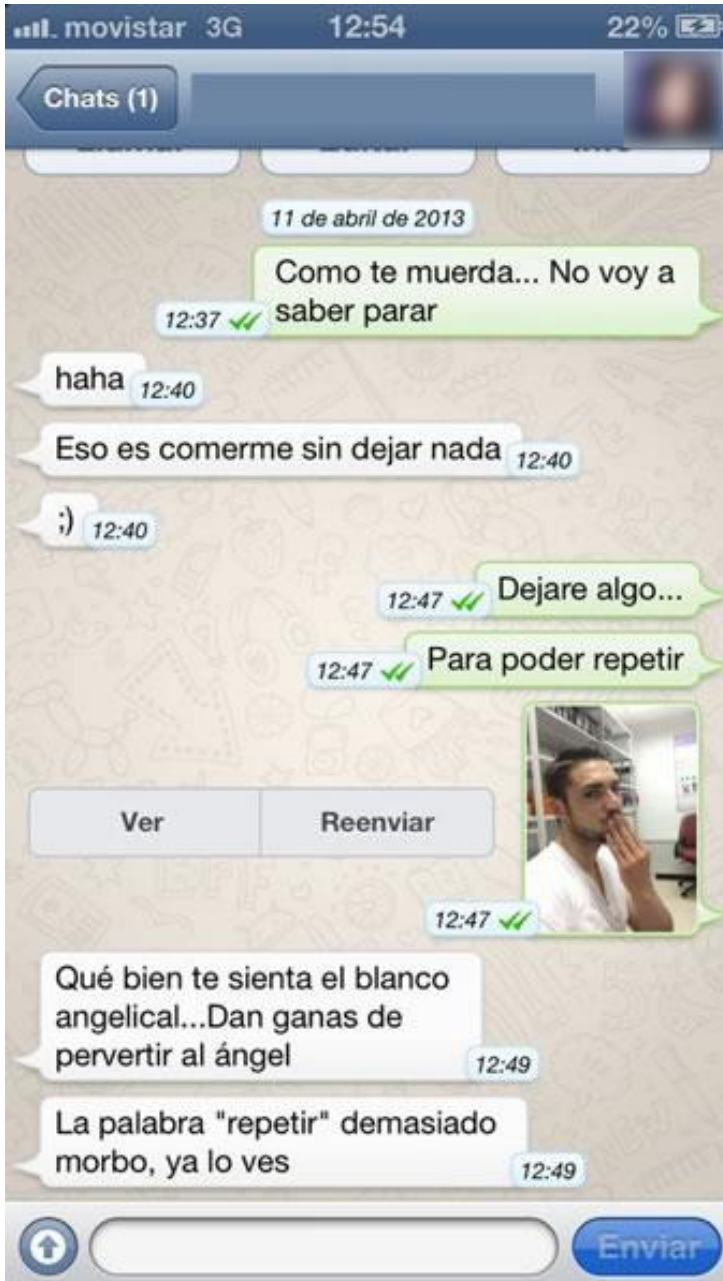 movistar 3G 12:54 22%
Chats (1)
11 de abril de 2013
Como te muerda... No voy a
saber parar
12:37
haha 12:40
Eso es comerme sin dejar nada 12:40
;) 12:40
12:47 Dejare algo...
12:47 Para poder repetir
Ver Reenviar
12:47
Qué bien te sienta el blanco
angelical...Dan ganas de
pervertir al ángel 12:49
La palabra "repetir" demasiado
morbo, ya lo ves 12:49
Enviar